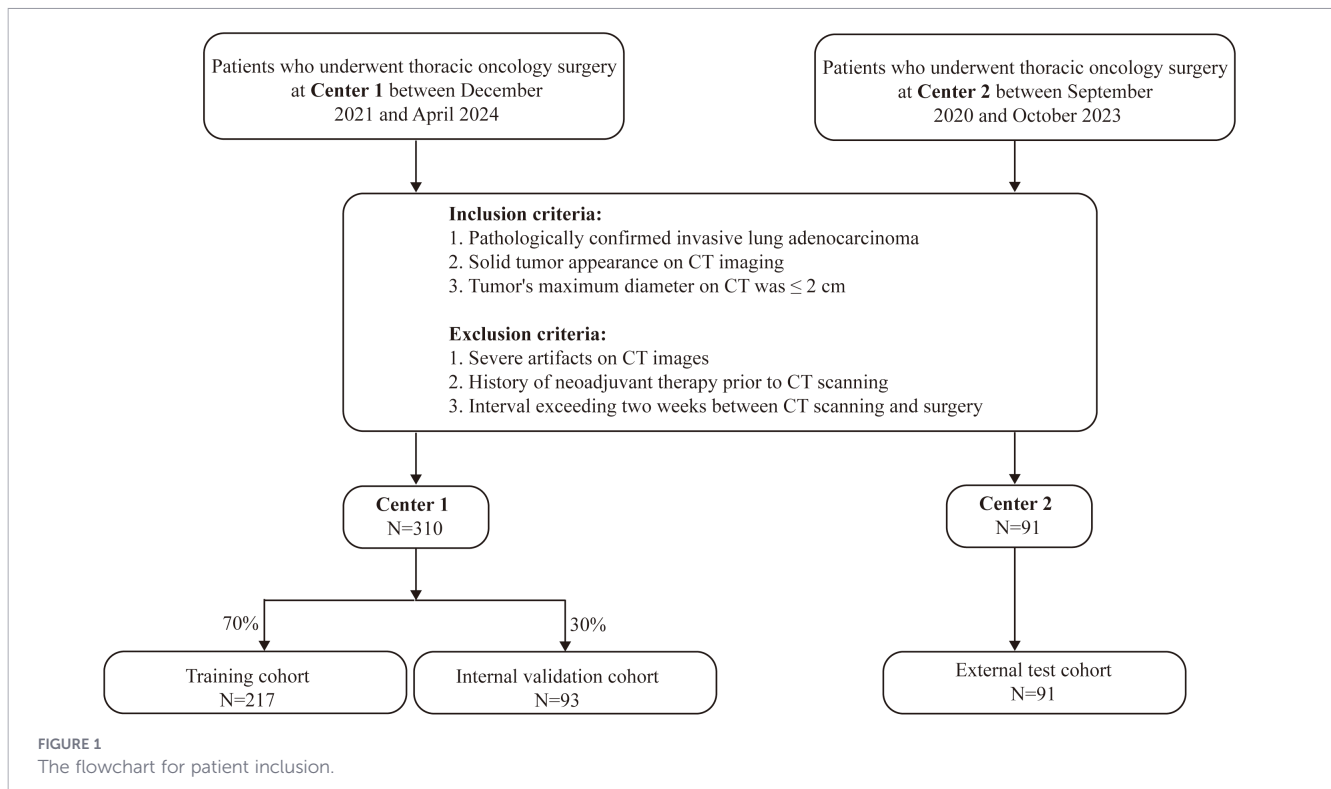 Patients who underwent thoracic oncology surgery
at Center 1 between December
2021 and April 2024
Patients who underwent thoracic oncology surgery
at Center 2 between September
2020 and October 2023
Inclusion criteria:
1. Pathologically confirmed invasive lung adenocarcinoma
2. Solid tumor appearance on CT imaging
3. Tumor's maximum diameter on CT was ≤ 2 cm
Exclusion criteria:
1. Severe artifacts on CT images
2. History of neoadjuvant therapy prior to CT scanning
3. Interval exceeding two weeks between CT scanning and surgery
Center 1
N=310
Center 2
N=91
70%
30%
Training cohort
N=217
Internal validation cohort
N=93
External test cohort
N=91
FIGURE 1
The flowchart for patient inclusion.